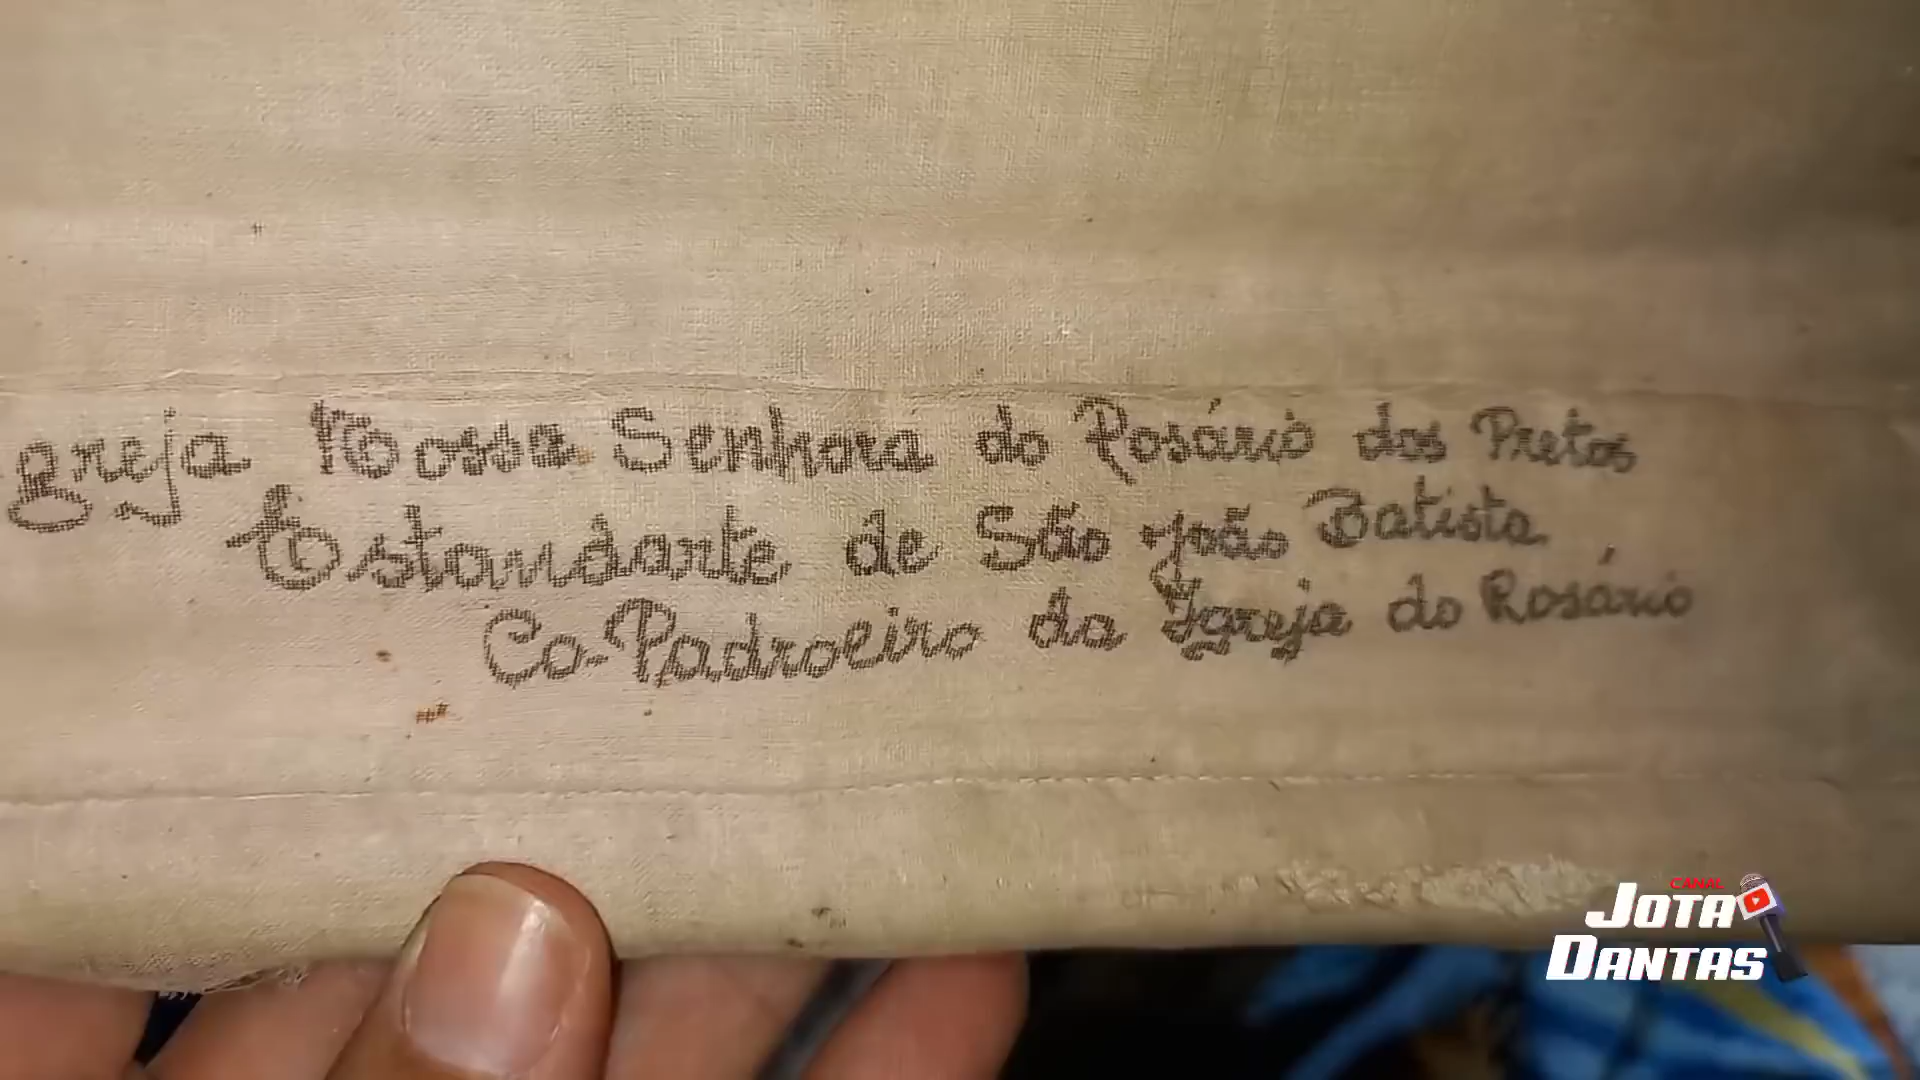 greja Nossa Senhora do Rosário dos Pretos
Estandarte de São João Batista
Co-Padroeiro da Igreja do Rosário
CANAL
JOTA
DANTAS